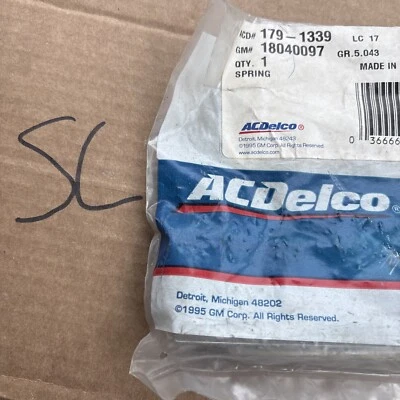 ACD# 179-1339 LC 17
GM# 18040097 GR.5.043
QTY. 1 MADE IN
SPRING
ACDelco®
Detroit, Michigan 48243
©1995 GM Corp. All Rights Reserved.
www.acdelco.com
0 36666
SL
ACDelco®
Detroit, Michigan 48202
©1995 GM Corp. All Rights Reserved.